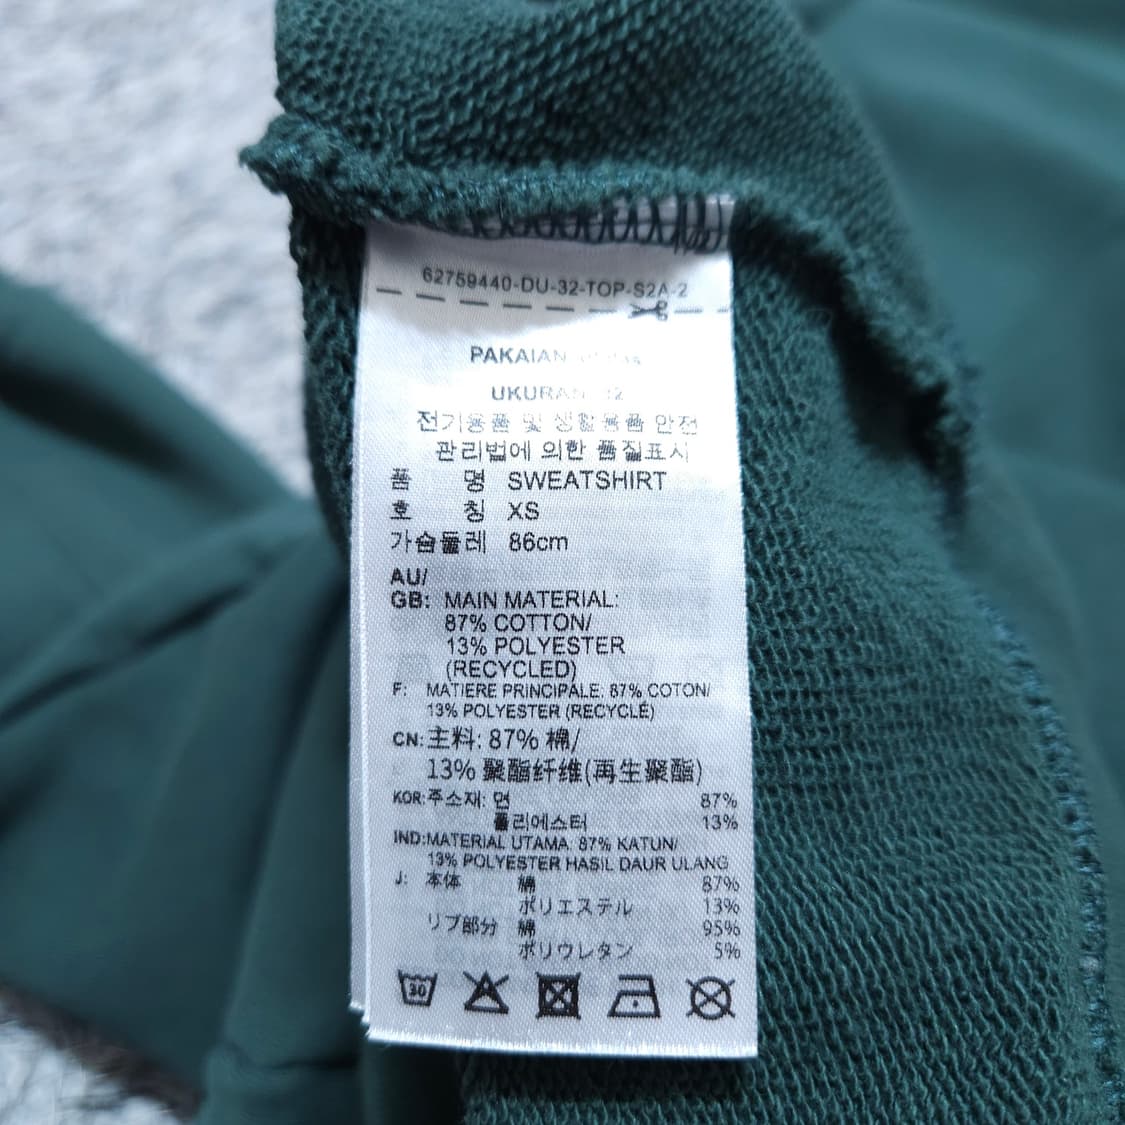 62759440-DU-32-TOP-S2A-2
PAKAIAN
UKURAN 32
전기용품 및 생활용품 안전
관리법에 의한 품질표시
품 명 SWEATSHIRT
호 칭 XS
가슴둘레 86cm
AU/
GB: MAIN MATERIAL:
87% COTTON/
13% POLYESTER
(RECYCLED)
F: MATIERE PRINCIPALE: 87% COTON/
13% POLYESTER (RECYCLÉ)
CN: 主料: 87% 棉/
13% 聚酯纤维(再生聚酯)
KOR: 주소재: 면 87%
폴리에스터 13%
IND: MATERIAL UTAMA: 87% KATUN/
13% POLYESTER HASIL DAUR ULANG
J: 本体 綿 87%
ポリエステル 13%
リブ部分 綿 95%
ポリウレタン 5%
30